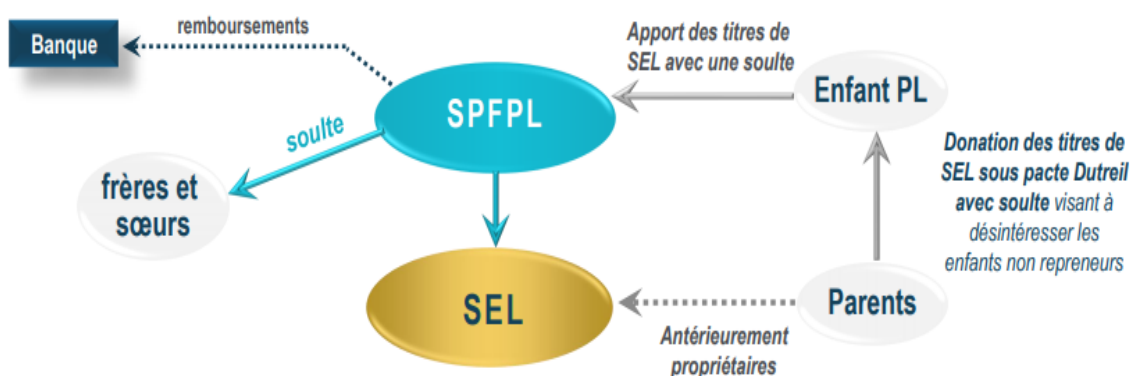 remboursements
Banque
Apport des titres de
SEL avec une soulte
Enfant PL
SPFPL
soulte
Donation des titres de
SEL sous pacte Dutreil
avec soulte visant à
désintéresser les
enfants non repreneurs
frères et
sœurs
SEL
Parents
Antérieurement
propriétaires